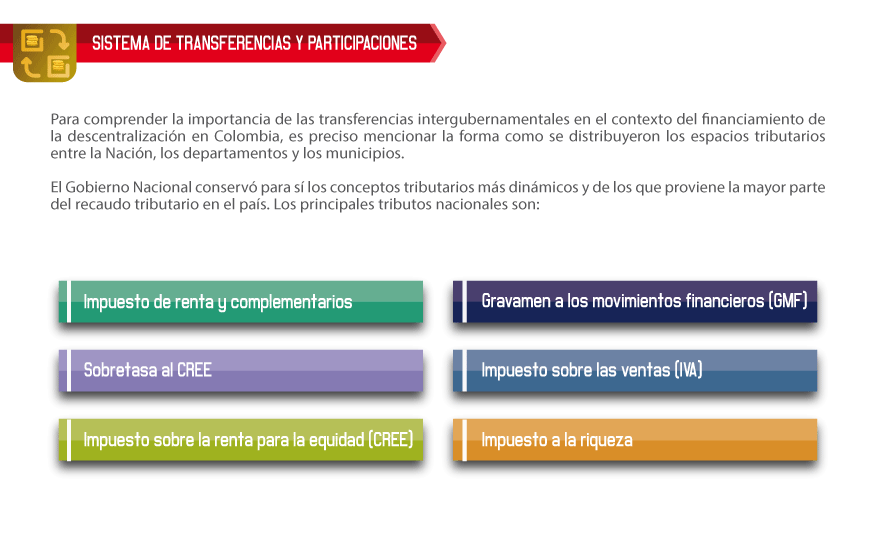 SISTEMA DE TRANSFERENCIAS Y PARTICIPACIONES
Para comprender la importancia de las transferencias intergubernamentales en el contexto del financiamiento de
la descentralización en Colombia, es preciso mencionar la forma como se distribuyeron los espacios tributarios
entre la Nación, los departamentos y los municipios.
El Gobierno Nacional conservó para sí los conceptos tributarios más dinámicos y de los que proviene la mayor parte
del recaudo tributario en el país. Los principales tributos nacionales son:
Impuesto de renta y complementarios
Gravamen a los movimientos financieros (GMF)
Sobretasa al CREE
Impuesto sobre las ventas (IVA)
Impuesto sobre la renta para la equidad (CREE)
Impuesto a la riqueza